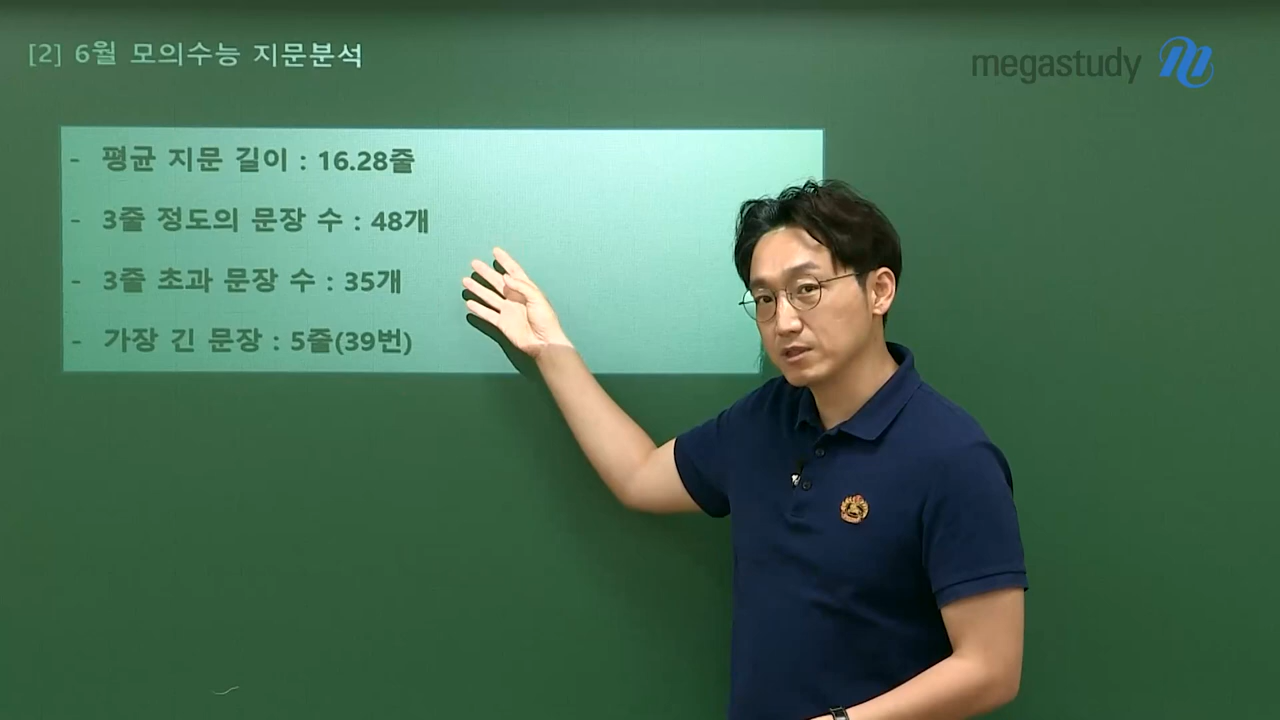 [2] 6월 모의수능 지문분석
megastudy
- 평균 지문 길이 : 16.28줄
- 3줄 정도의 문장 수 : 48개
- 3줄 초과 문장 수 : 35개
- 가장 긴 문장 : 5줄(39번)